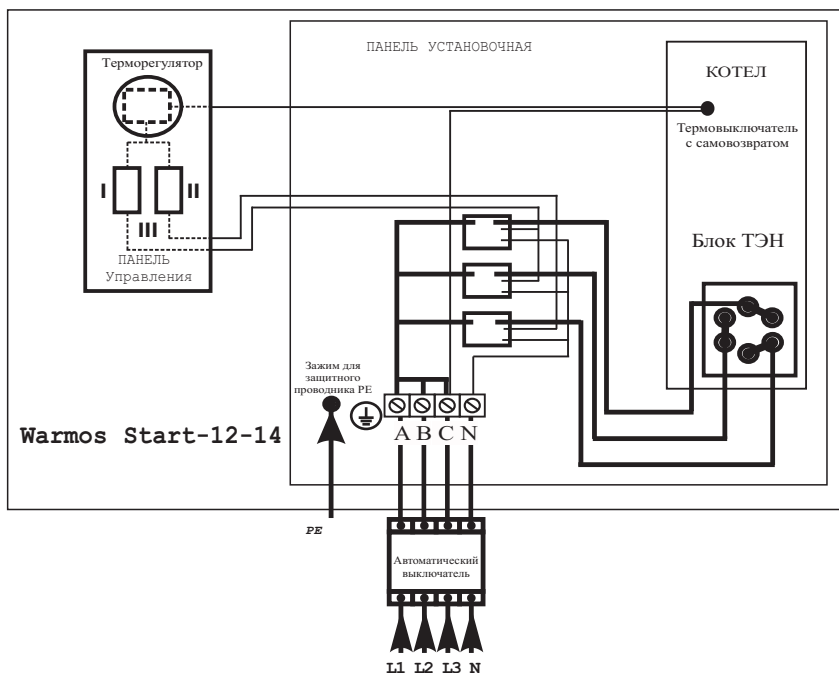 ПАНЕЛЬ УСТАНОВОЧНАЯ
Терморегулятор
КОТЕЛ
Термовыключатель
с самовозвратом
I
II
III
ПАНЕЛЬ
Управления
Блок ТЭН
Зажим для
защитного
проводника PE
Warmos Start-12-14
A B C N
PE
Автоматический
выключатель
L1 L2 L3 N